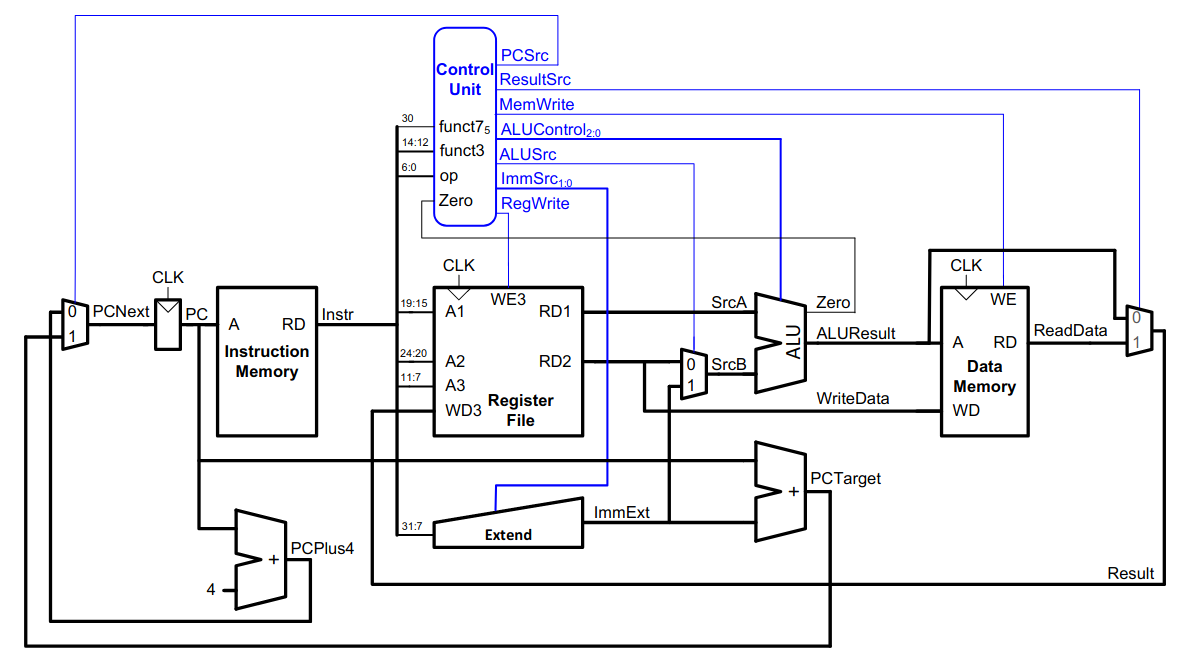 PCSrc
Control
Unit
ResultSrc
MemWrite
30
funct75
ALUControl2:0
14:12
funct3
ALUSrc
6:0
op
ImmSrc1:0
Zero
RegWrite
CLK
CLK
CLK
0
PCNext
PC
A
RD
Instr
19:15
A1
WE3
RD1
SrcA
Zero
WE
0
1
Instruction
Memory
ALU
ALUResult
A
RD
ReadData
1
24:20
A2
RD2
0
SrcB
Data
Memory
11:7
A3
1
WD3
Register
File
WriteData
WD
PCTarget
+
ImmExt
31:7
Extend
PCPlus4
+
4
Result